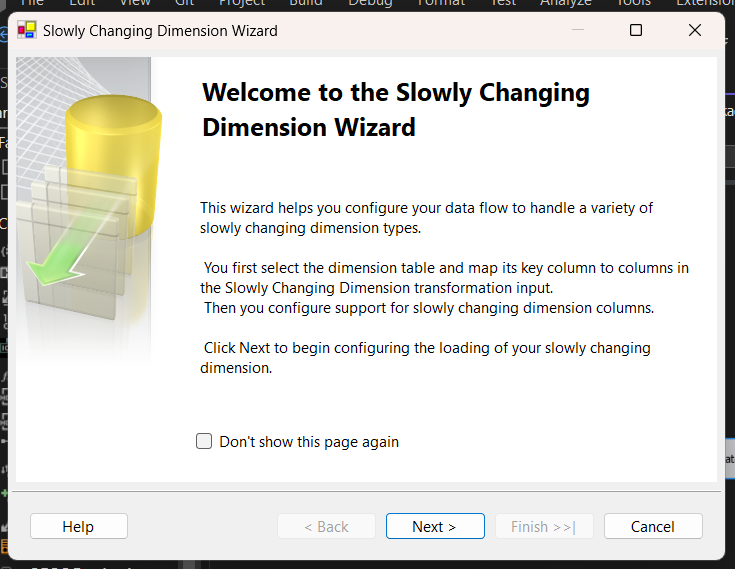 File Edit View Git Project Build Debug Format Test Analyze Tools Extension
Slowly Changing Dimension Wizard
Welcome to the Slowly Changing
Dimension Wizard
This wizard helps you configure your data flow to handle a variety of
slowly changing dimension types.
You first select the dimension table and map its key column to columns in
the Slowly Changing Dimension transformation input.
Then you configure support for slowly changing dimension columns.
Click Next to begin configuring the loading of your slowly changing
dimension.
Don't show this page again
Help
< Back
Next >
Finish >>|
Cancel